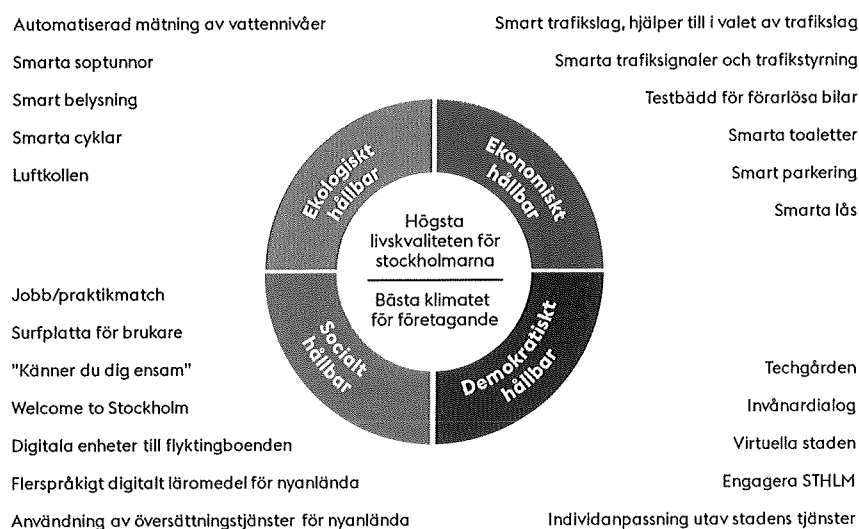 Automatiserad mätning av vattennivåer
Smarta soptunnor
Smart belysning
Smarta cyklar
Luftkollen
Smart trafikslag, hjälper till i valet av trafikslag
Smarta trafiksignaler och trafikstyrning
Testbädd för förarlösa bilar
Smarta toaletter
Smart parkering
Smarta lås
Ekologiskt
hållbar
Ekonomiskt
hållbar
Högsta
livskvaliteten för
stockholmarna
Bästa klimatet
för företagande
Socialt
hållbar
Demokratiskt
hållbar
Jobb/praktikmatch
Surfplatta för brukare
"Känner du dig ensam"
Welcome to Stockholm
Digitala enheter till flyktingboenden
Flerspråkigt digitalt läromedel för nyanlända
Användning av översättningstjänster för nyanlända
Techgården
Invånardialog
Virtuella staden
Engagera STHLM
Individanpassning utav stadens tjänster